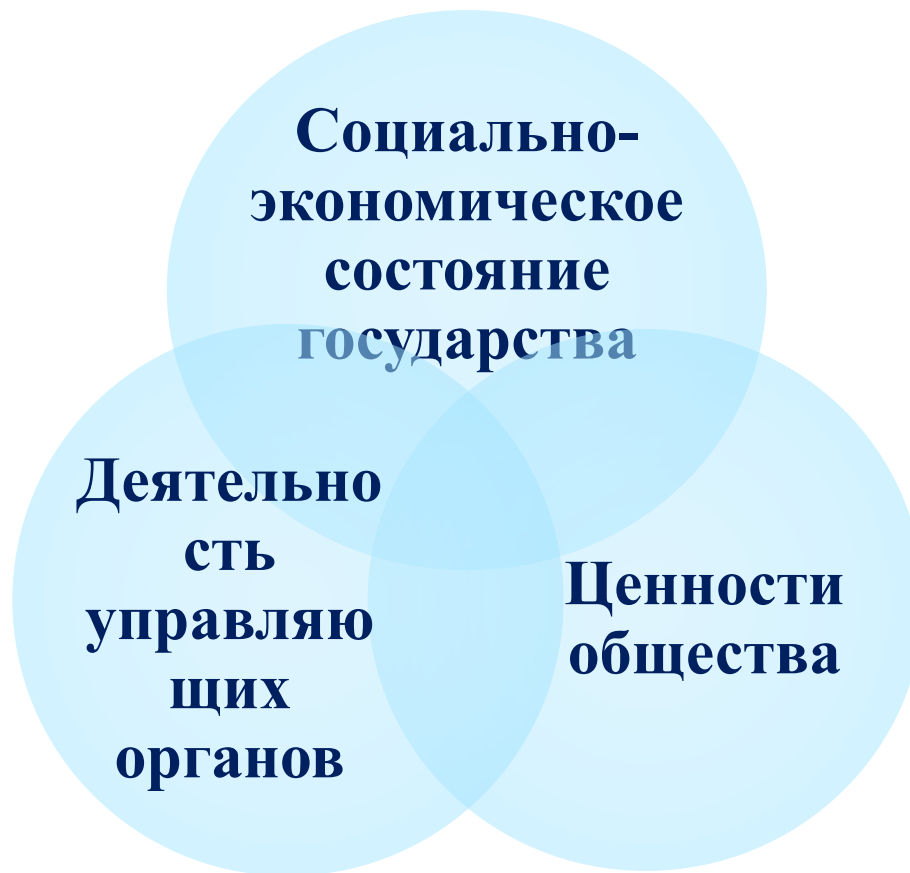 Социально-
экономическое
состояние
государства
Деятельно
сть
управляю
щих
органов
Ценности
общества